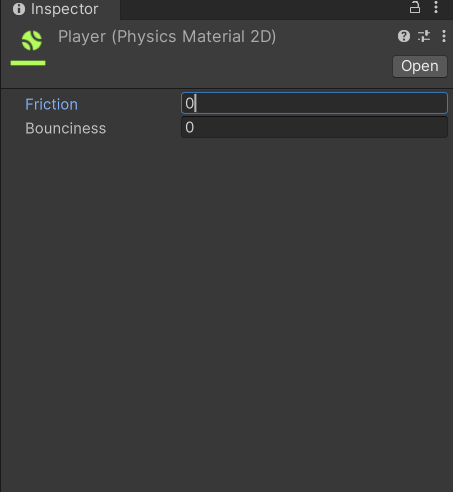 Inspector
Player (Physics Material 2D)
Open
Friction 0
Bounciness 0